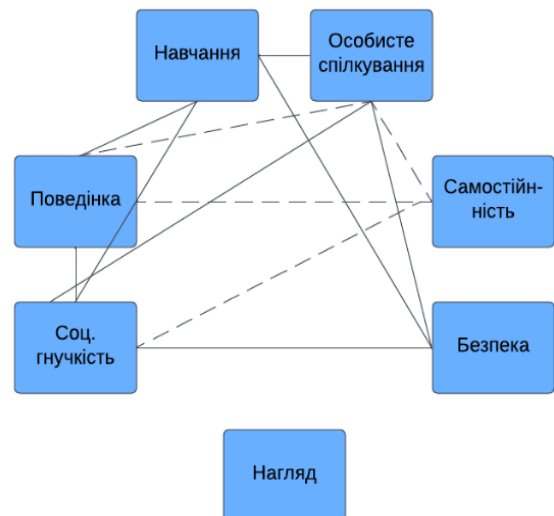 Навчання
Особисте
спілкування
Поведінка
Самостійн-
ність
Соц.
гнучкість
Безпека
Нагляд